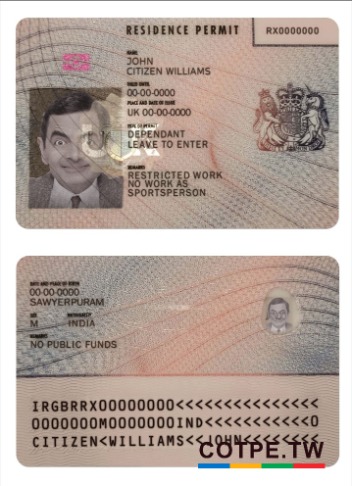 RESIDENCE PERMIT
RX0000000
NAME
JOHN
CITIZEN WILLIAMS
VALID UNTIL
00-00-0000
PLACE AND DATE OF ISSUE
UK 00-00-0000
TYPE OF PERMIT
DEPENDANT
LEAVE TO ENTER
REMARKS
RESTRICTED WORK
NO WORK AS
SPORTSPERSON
DATE AND PLACE OF BIRTH
00-00-0000
SAWYERPURAM
SEX NATIONALITY
M INDIA
REMARKS
NO PUBLIC FUNDS
IRGBRRX00000000<<<<<<<<<<<<<<<
0000000M0000000IND<<<<<<<<<<<0
CITIZEN<WILLIAMS<<JOHN<<<<<<<<
COTPE.TW